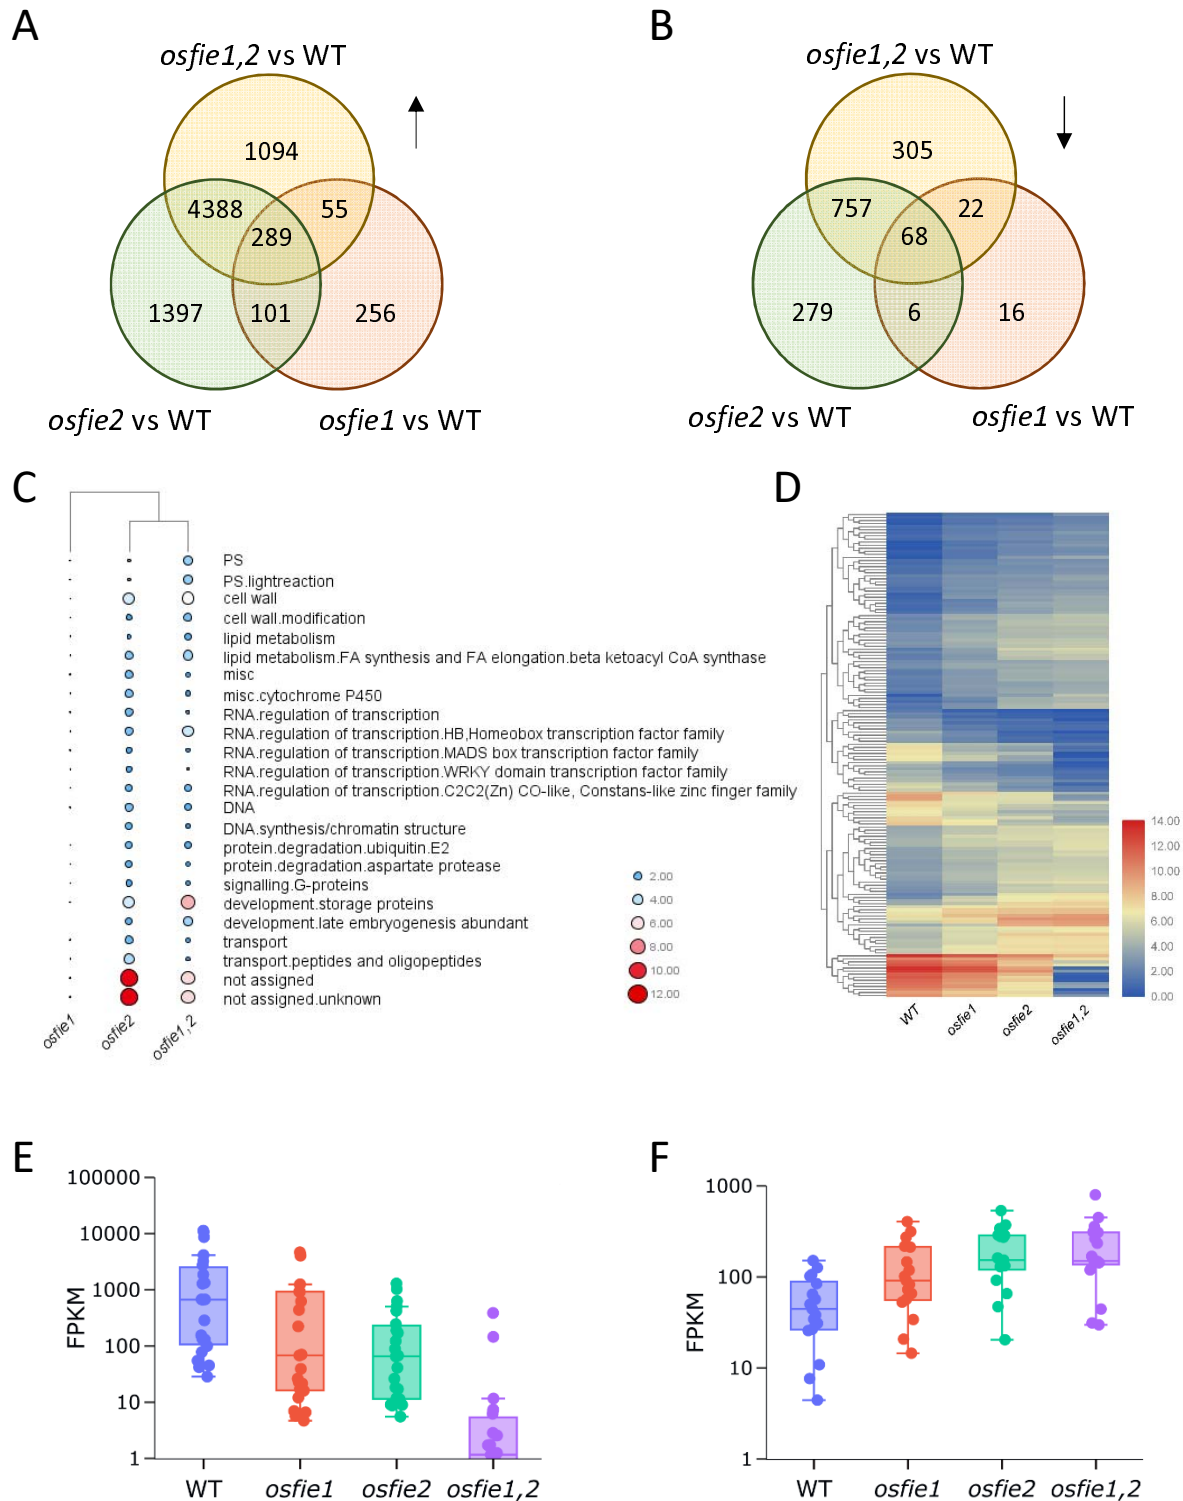 A
B
osfie1,2 vs WT
osfie1,2 vs WT
1094
305
4388
55
757
22
289
68
1397
101
256
279
6
16
osfie2 vs WT
osfie1 vs WT
osfie2 vs WT
osfie1 vs WT
C
D
PS
PS.lightreaction
cell wall
cell wall.modification
lipid metabolism
lipid metabolism.FA synthesis and FA elongation.beta ketoacyl CoA synthase
misc
misc.cytochrome P450
RNA.regulation of transcription
RNA.regulation of transcription.HB,Homeobox transcription factor family
RNA.regulation of transcription.MADS box transcription factor family
RNA.regulation of transcription.WRKY domain transcription factor family
RNA.regulation of transcription.C2C2(Zn) CO-like, Constans-like zinc finger family
DNA
DNA.synthesis/chromatin structure
protein.degradation.ubiquitin.E2
protein.degradation.aspartate protease
signalling.G-proteins
development.storage proteins
development.late embryogenesis abundant
transport
transport.peptides and oligopeptides
not assigned
not assigned.unknown
osfie1
osfie2
osfie1,2
2.00
4.00
6.00
8.00
10.00
12.00
14.00
12.00
10.00
8.00
6.00
4.00
2.00
0.00
WT
osfie1
osfie2
osfie1,2
E
F
100000
10000
1000
100
10
1
FPKM
WT
osfie1
osfie2
osfie1,2
1000
100
10
1
FPKM
WT
osfie1
osfie2
osfie1,2